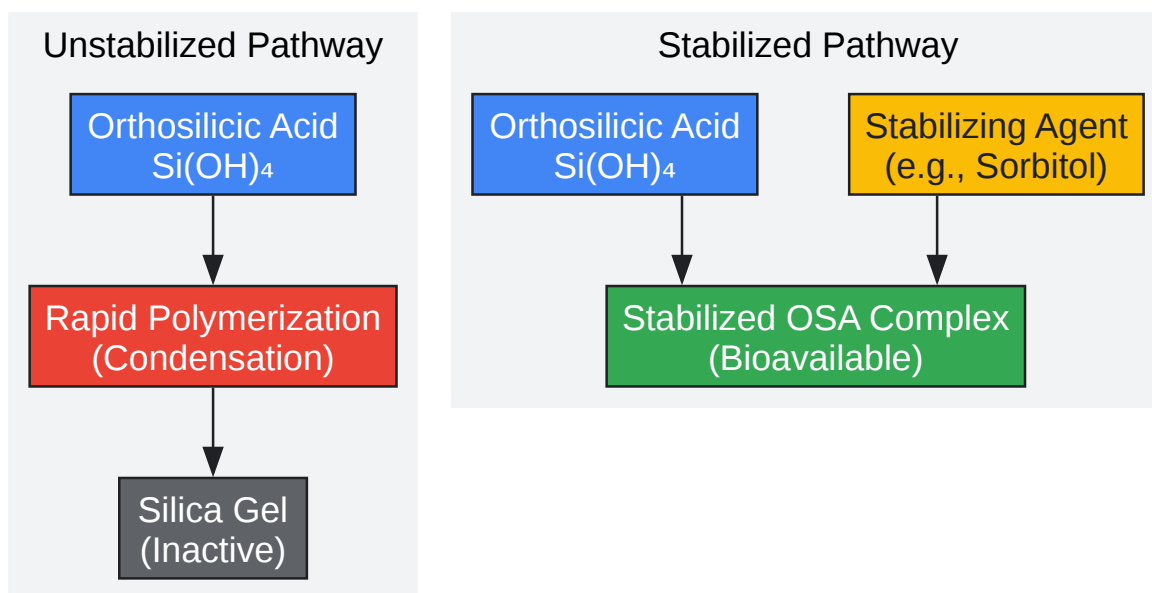 Unstabilized Pathway
Orthosilicic Acid
Si(OH)₄
Rapid Polymerization
(Condensation)
Silica Gel
(Inactive)
Stabilized Pathway
Orthosilicic Acid
Si(OH)₄
Stabilizing Agent
(e.g., Sorbitol)
Stabilized OSA Complex
(Bioavailable)